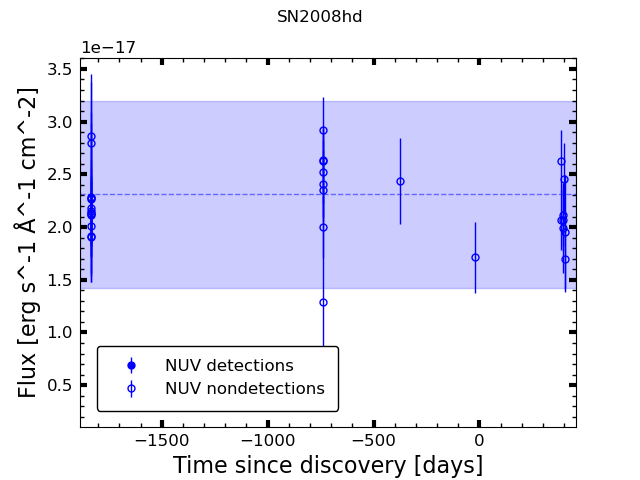 SN2008hd
1e−17
3.5
3.0
2.5
2.0
1.5
1.0
0.5
Flux [erg s^-1 Å^-1 cm^-2]
NUV detections
NUV nondetections
−1500 −1000 −500 0
Time since discovery [days]